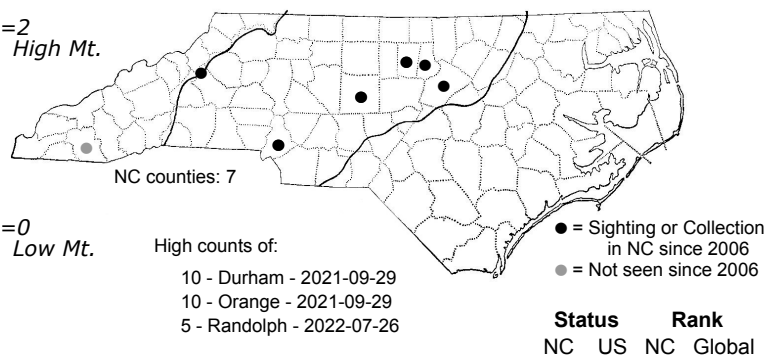 =2
High Mt.
NC counties: 7
=0
Low Mt.
High counts of:
10 - Durham - 2021-09-29
10 - Orange - 2021-09-29
5 - Randolph - 2022-07-26
= Sighting or Collection
in NC since 2006
= Not seen since 2006
Status Rank
NC US NC Global